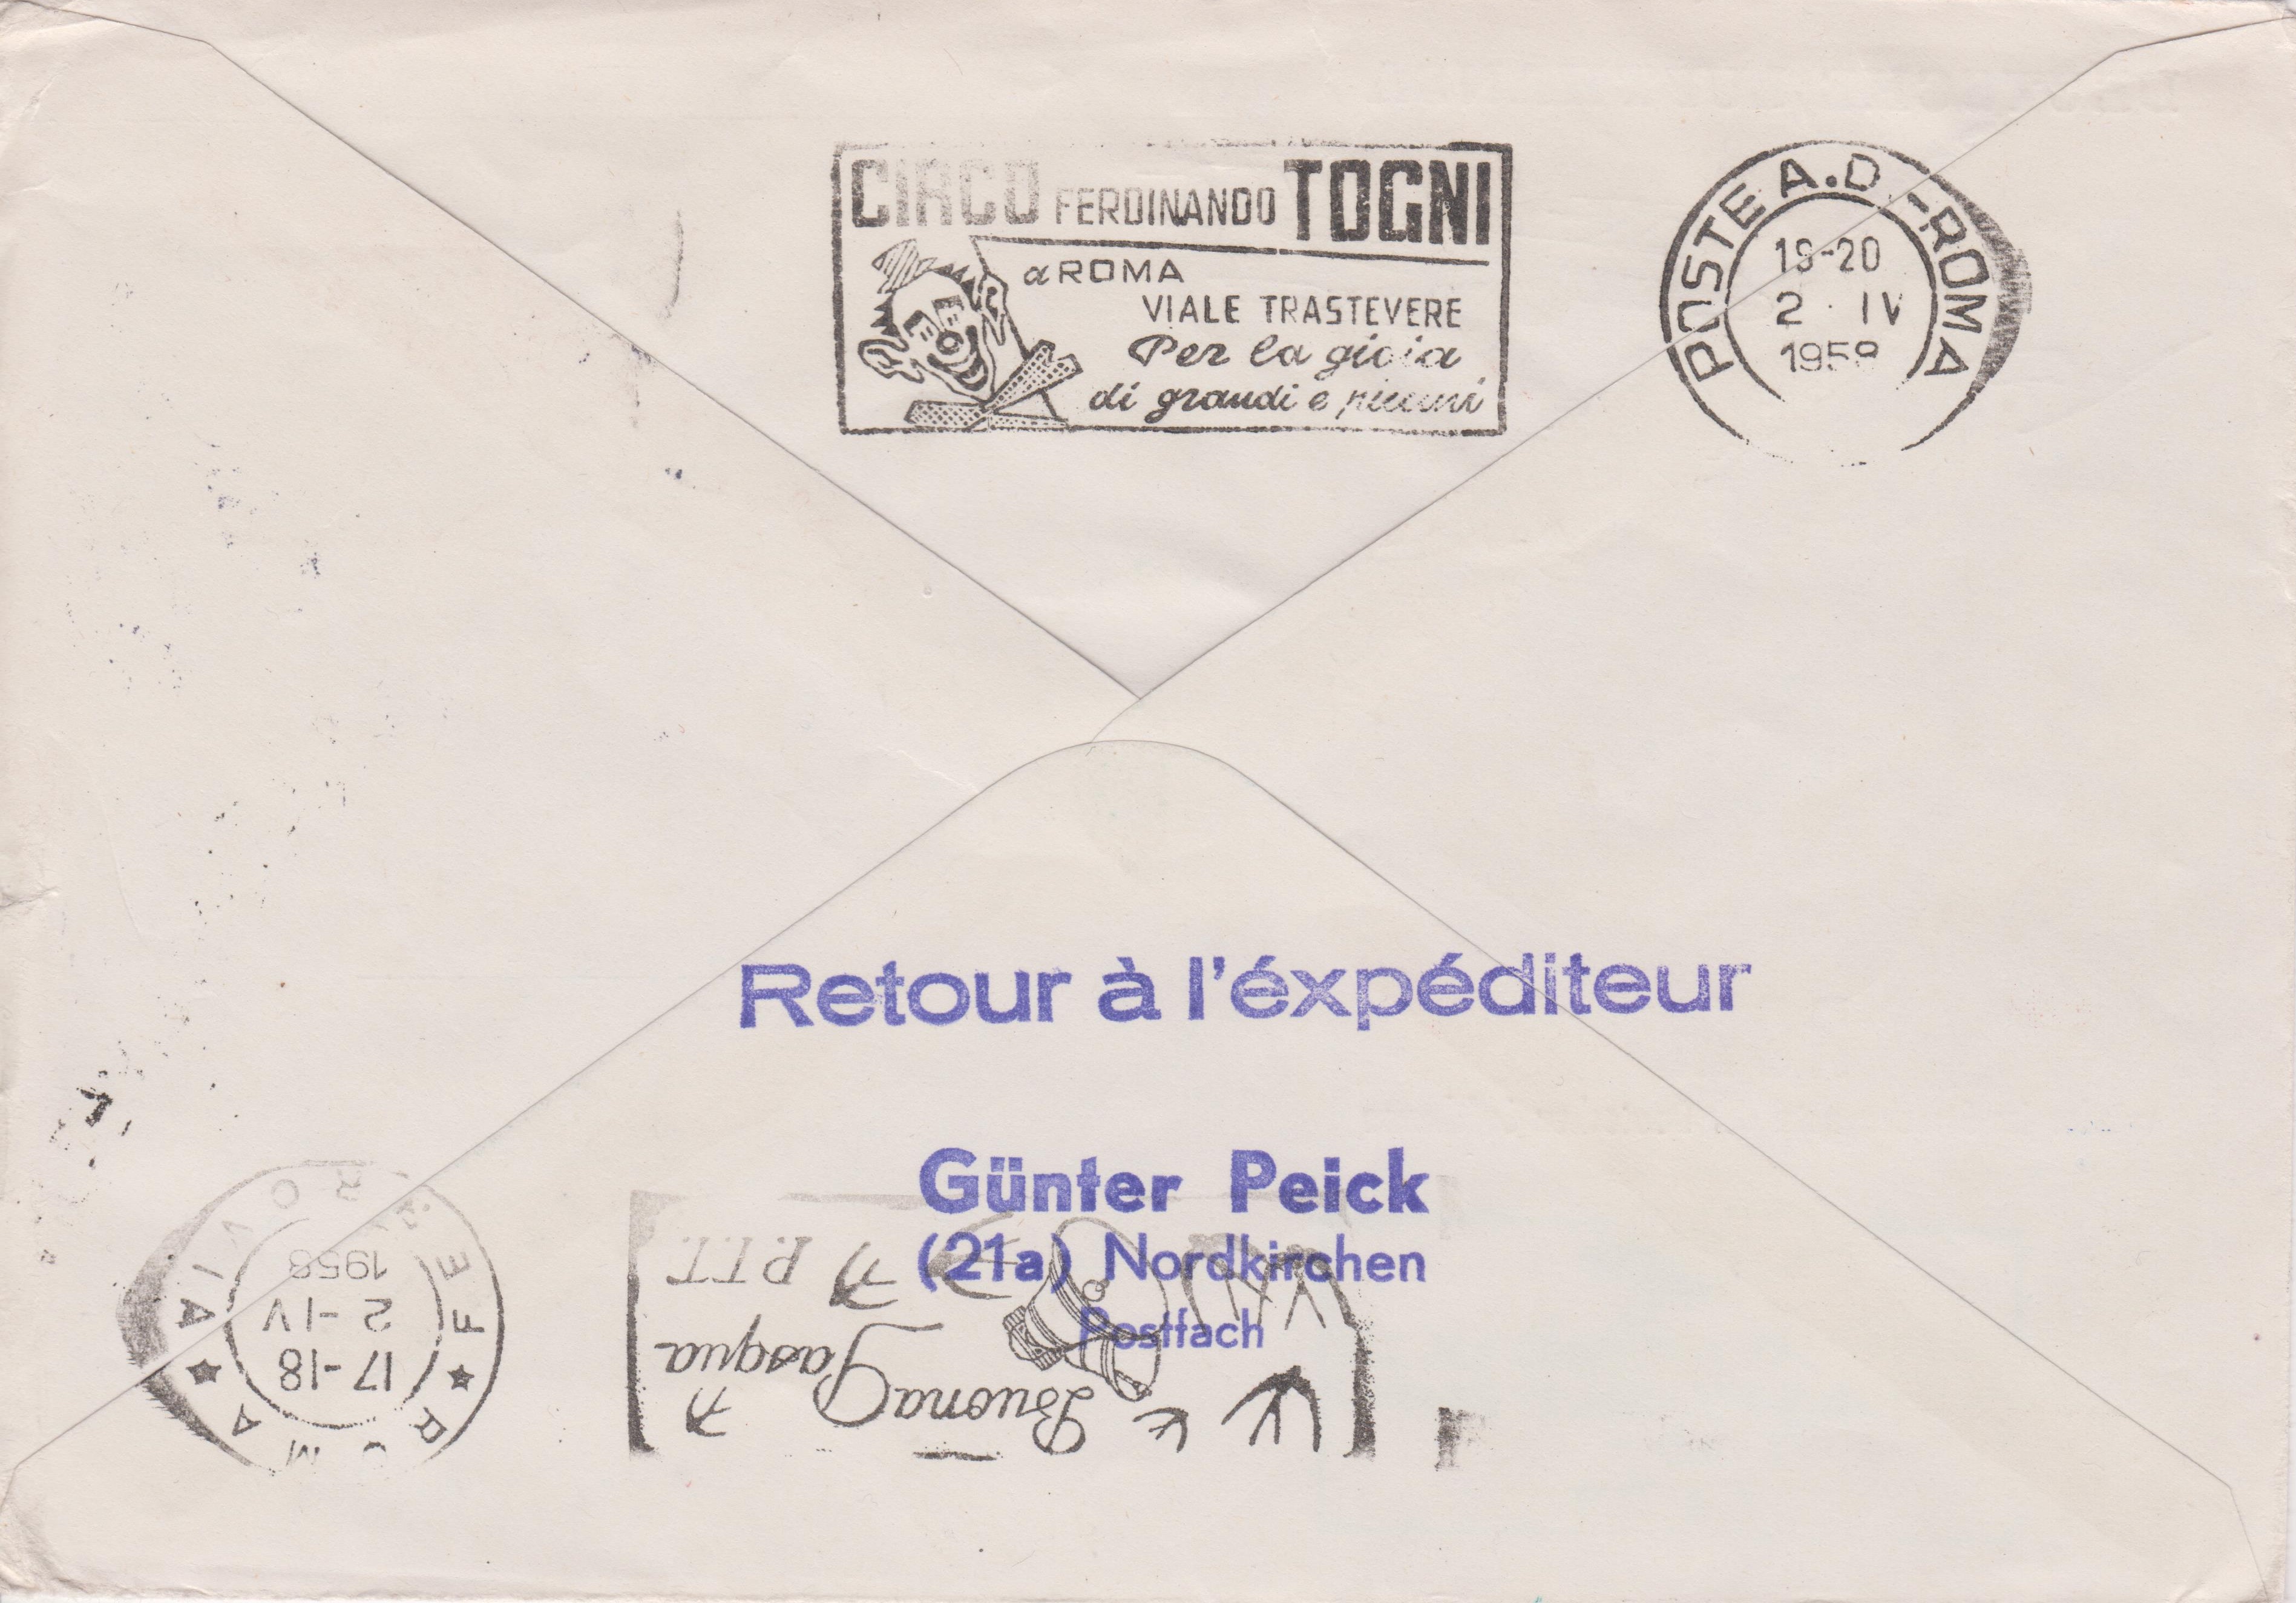 CIRCO FERDINANDO TOGNI
a ROMA
VIALE TRASTEVERE
Per la gioia
di grandi e piccini
POSTE A.D.-ROMA
19-20
2 · IV
1958
Retour à l'éxpéditeur
Günter Peick
(21a) Nordkirchen
Postfach
Buona Pasqua
P.T.T.
ROMA ★ FERROVIA ★
17-18
2-IV
1958